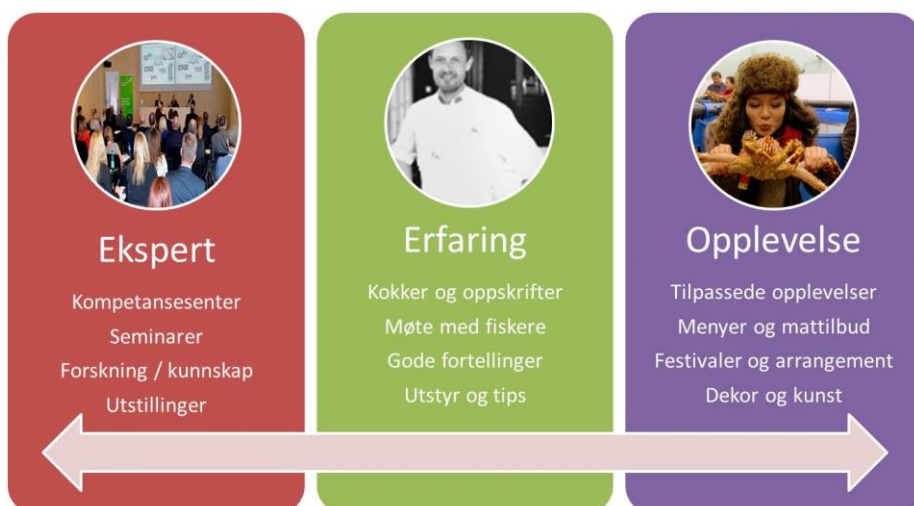 Ekspert
Kompetansesenter
Seminarer
Forskning / kunnskap
Utstillinger
Erfaring
Kokker og oppskrifter
Møte med fiskere
Gode fortellinger
Utstyr og tips
Opplevelse
Tilpassede opplevelser
Menyer og mattilbud
Festivaler og arrangement
Dekor og kunst